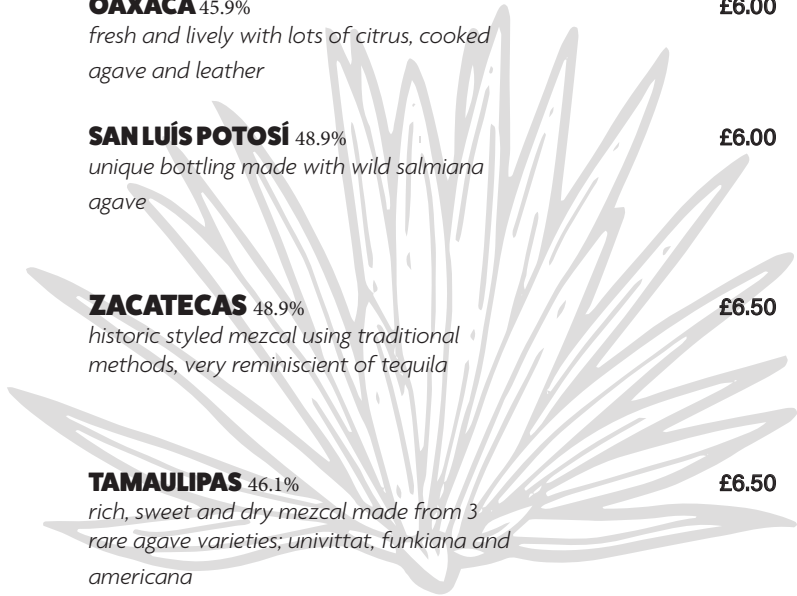 OAXACA 45.9% £6.00
fresh and lively with lots of citrus, cooked
agave and leather
SAN LUÍS POTOSÍ 48.9% £6.00
unique bottling made with wild salmiana
agave
ZACATECAS 48.9% £6.50
historic styled mezcal using traditional
methods, very reminiscient of tequila
TAMAULIPAS 46.1% £6.50
rich, sweet and dry mezcal made from 3
rare agave varieties; univittat, funkiana and
americana